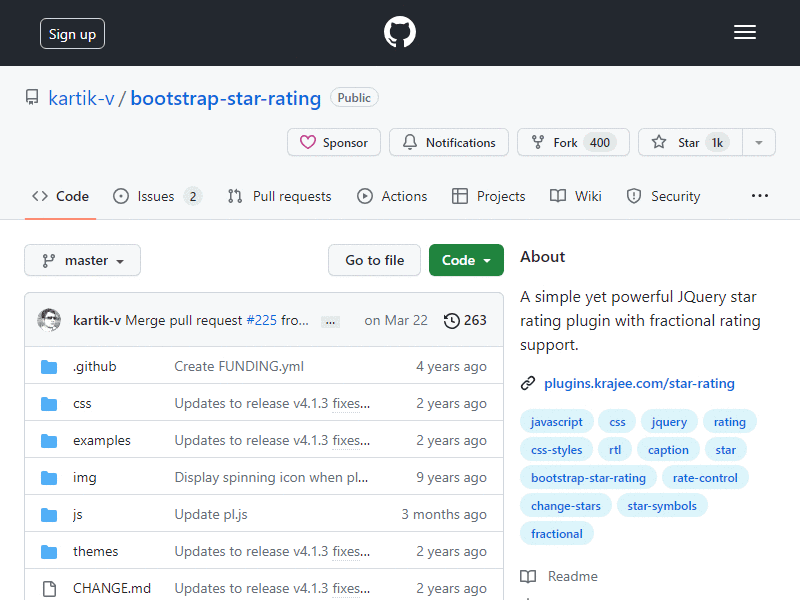 Sign up
kartik-v / bootstrap-star-rating Public
Sponsor Notifications Fork 400 Star 1k
Code Issues 2 Pull requests Actions Projects Wiki Security
master Go to file Code
kartik-v Merge pull request #225 fro... ... on Mar 22 263
.github Create FUNDING.yml 4 years ago
css Updates to release v4.1.3 fixes... 2 years ago
examples Updates to release v4.1.3 fixes... 2 years ago
img Display spinning icon when pl... 9 years ago
js Update pl.js 3 months ago
themes Updates to release v4.1.3 fixes... 2 years ago
CHANGE.md Updates to release v4.1.3 fixes... 2 years ago
About
A simple yet powerful JQuery star
rating plugin with fractional rating
support.
plugins.krajee.com/star-rating
javascript css jquery rating
css-styles rtl caption star
bootstrap-star-rating rate-control
change-stars star-symbols
fractional
Readme